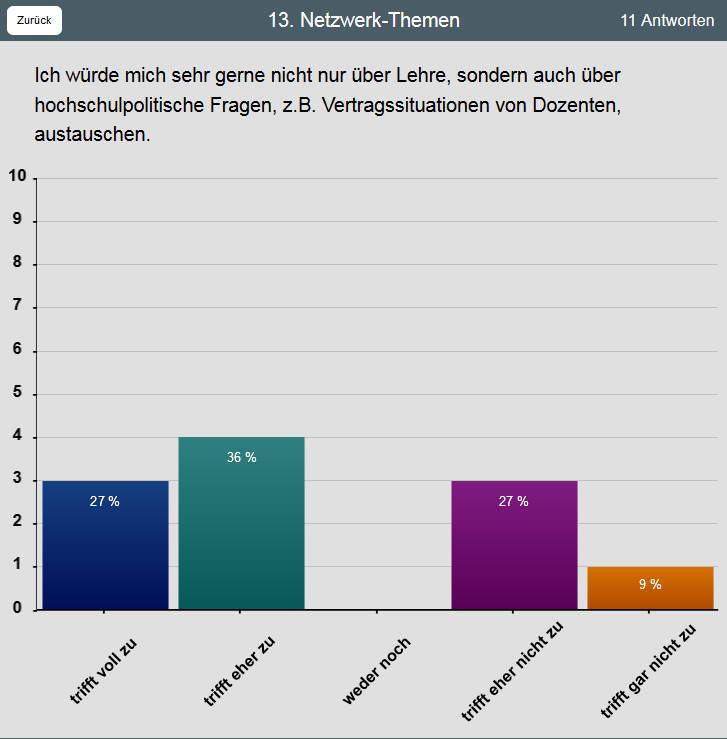 Zurück
13. Netzwerk-Themen
11 Antworten
Ich würde mich sehr gerne nicht nur über Lehre, sondern auch über
hochschulpolitische Fragen, z.B. Vertragssituationen von Dozenten,
austauschen.
10
9
8
7
6
5
4
3
2
1
0
27 %
36 %
27 %
9 %
trifft voll zu
trifft eher zu
weder noch
trifft eher nicht zu
trifft gar nicht zu